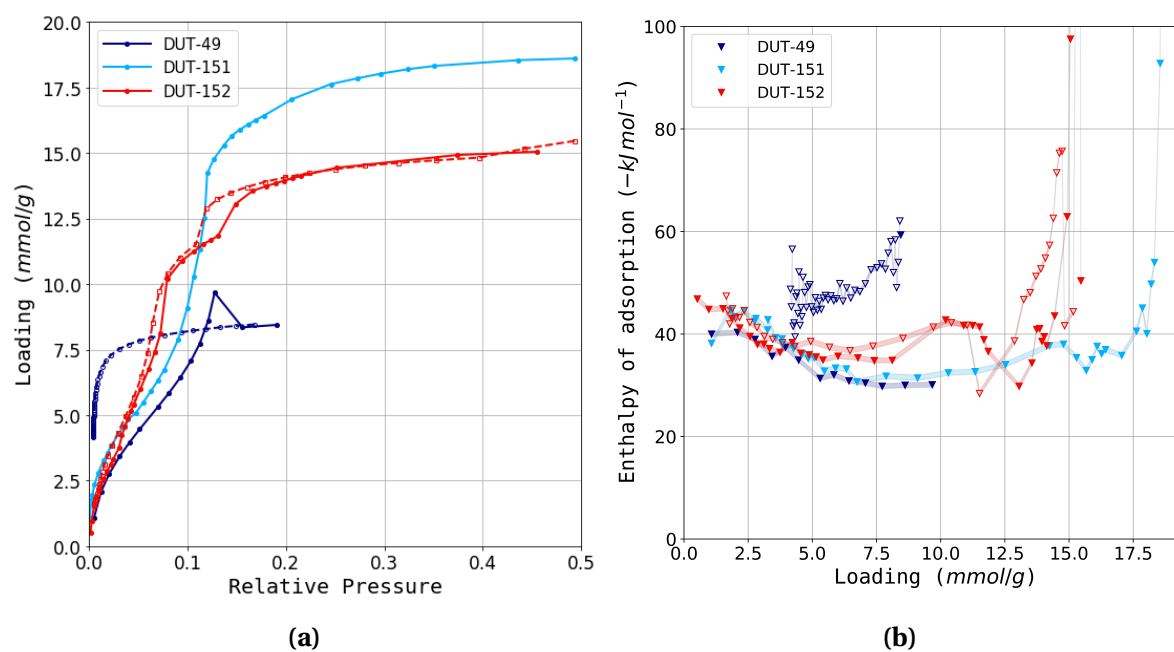 20.0
17.5
15.0
12.5
10.0
7.5
5.0
2.5
0.0
Loading (mmol/g)
DUT-49
DUT-151
DUT-152
0.0 0.1 0.2 0.3 0.4 0.5
Relative Pressure
(a)
100
80
60
40
20
0
Enthalpy of adsorption (−kJmol⁻¹)
DUT-49
DUT-151
DUT-152
0.0 2.5 5.0 7.5 10.0 12.5 15.0 17.5
Loading (mmol/g)
(b)